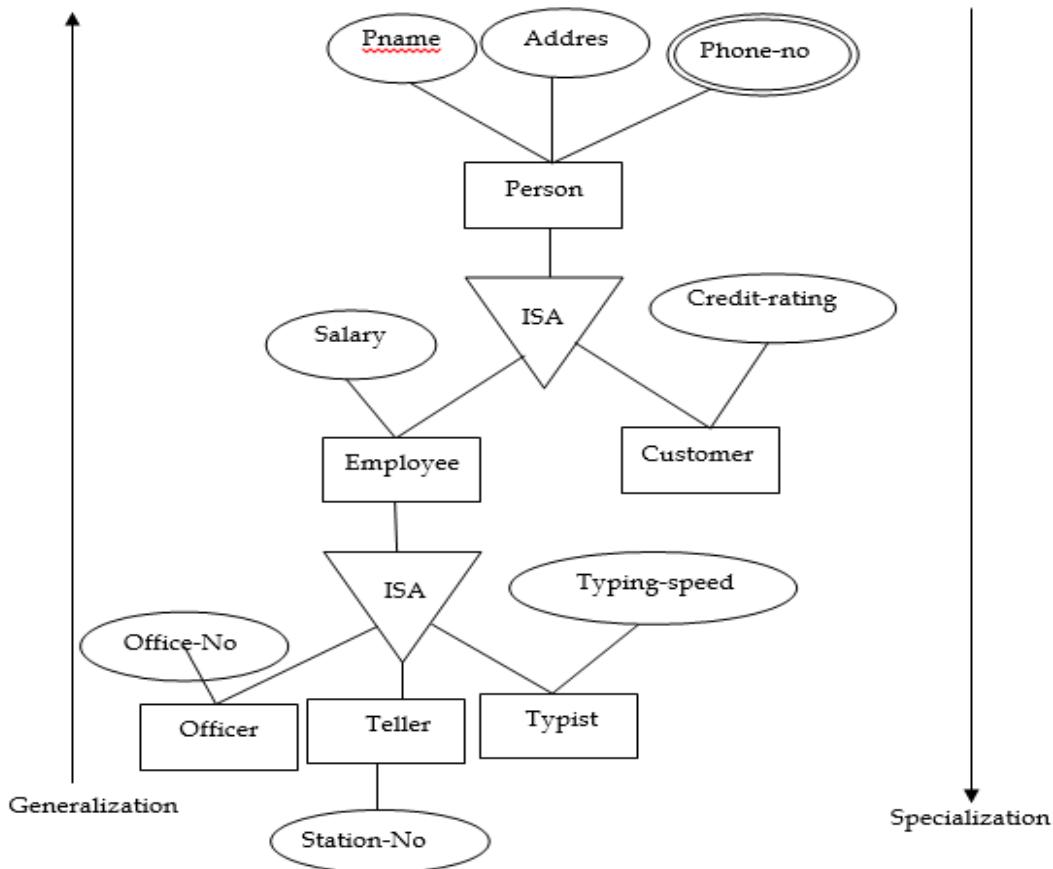 Pname
Addres
Phone-no
Person
ISA
Credit-rating
Salary
Employee
Customer
ISA
Typing-speed
Office-No
Officer
Teller
Typist
Generalization
Specialization
Station-No